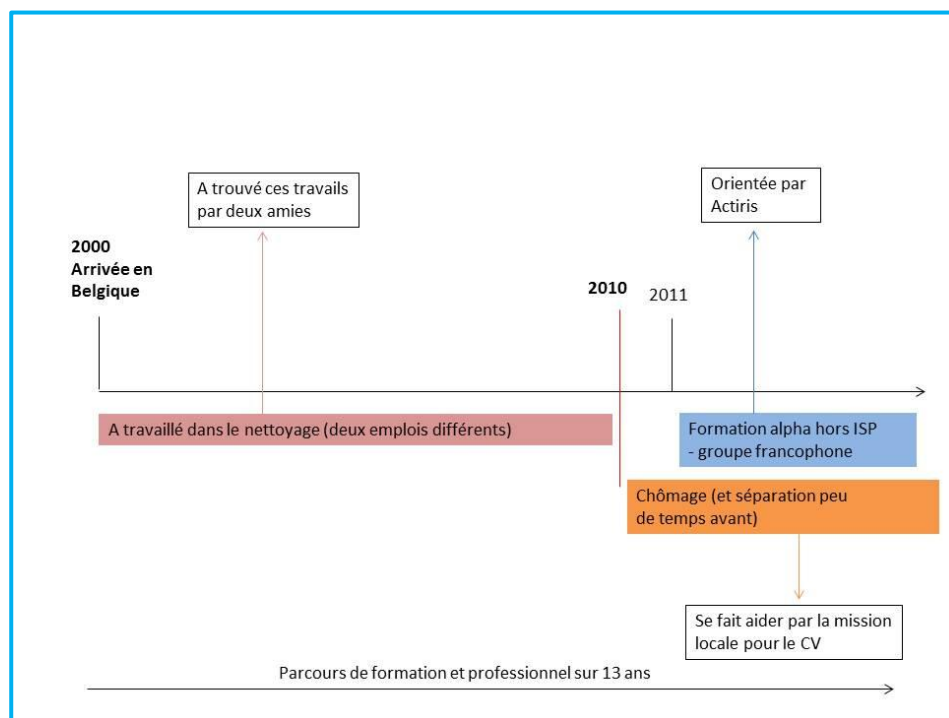 A trouvé ces travails
par deux amies
Orientée par
Actiris
2000
Arrivée en
Belgique
2010
2011
A travaillé dans le nettoyage (deux emplois différents)
Formation alpha hors ISP
- groupe francophone
Chômage (et séparation peu
de temps avant)
Se fait aider par la mission
locale pour le CV
Parcours de formation et professionnel sur 13 ans